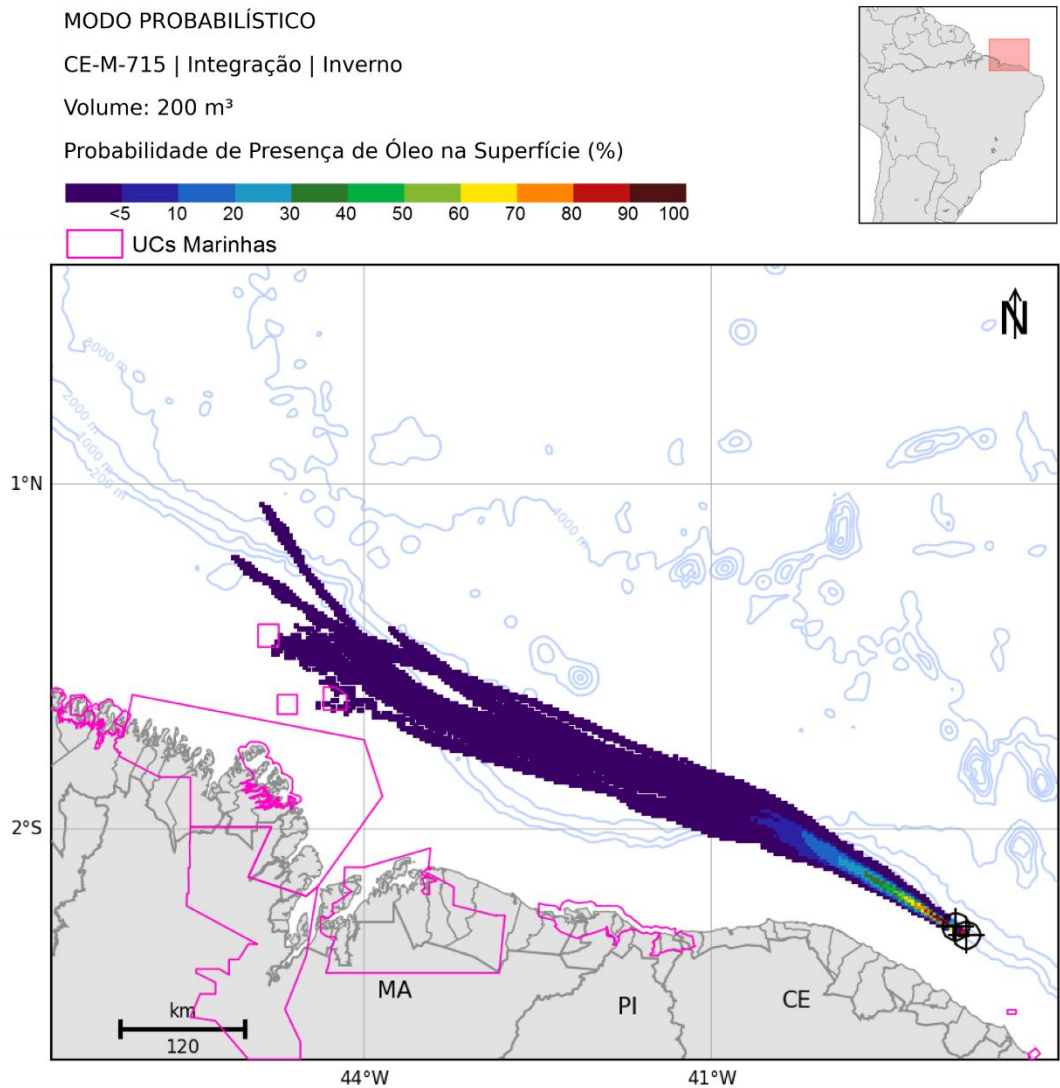 MODO PROBABILÍSTICO
CE-M-715 | Integração | Inverno
Volume: 200 m³
Probabilidade de Presença de Óleo na Superfície (%)
<5 10 20 30 40 50 60 70 80 90 100
UCs Marinhas
N
3000 m
2000 m
1000 m
200 m
4000 m
1°N
2°S
MA
PI
CE
km
120
44°W 41°W